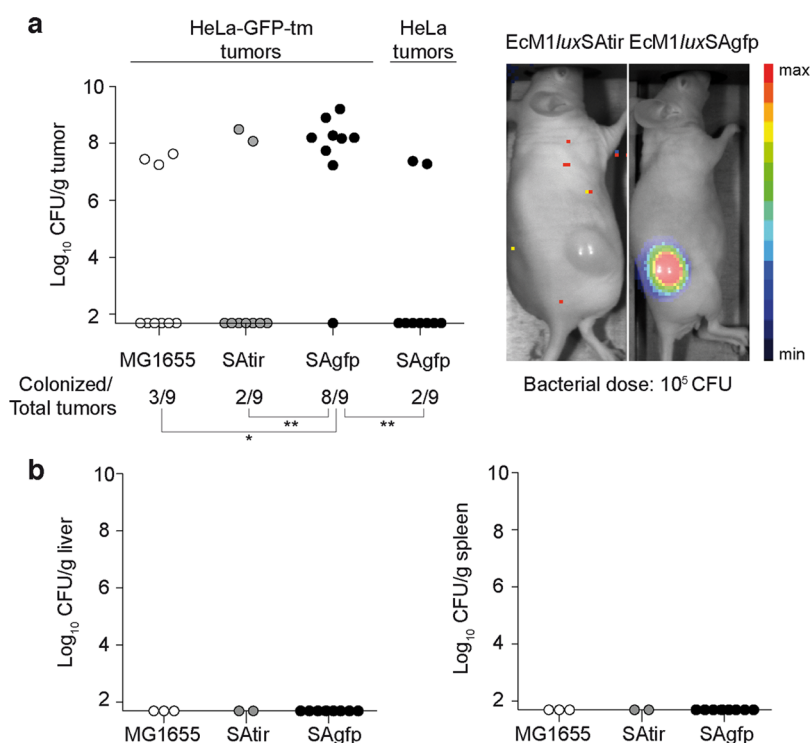 a
HeLa-GFP-tm
tumors
HeLa
tumors
Log10 CFU/g tumor
10
8
6
4
2
MG1655
SAtir
SAgfp
SAgfp
Colonized/
Total tumors
3/9
2/9
8/9
2/9
**
**
*
EcM1luxSAtir
EcM1luxSAgfp
max
min
Bacterial dose: 10⁵ CFU
b
Log10 CFU/g liver
10
8
6
4
2
MG1655
SAtir
SAgfp
Log10 CFU/g spleen
10
8
6
4
2
MG1655
SAtir
SAgfp